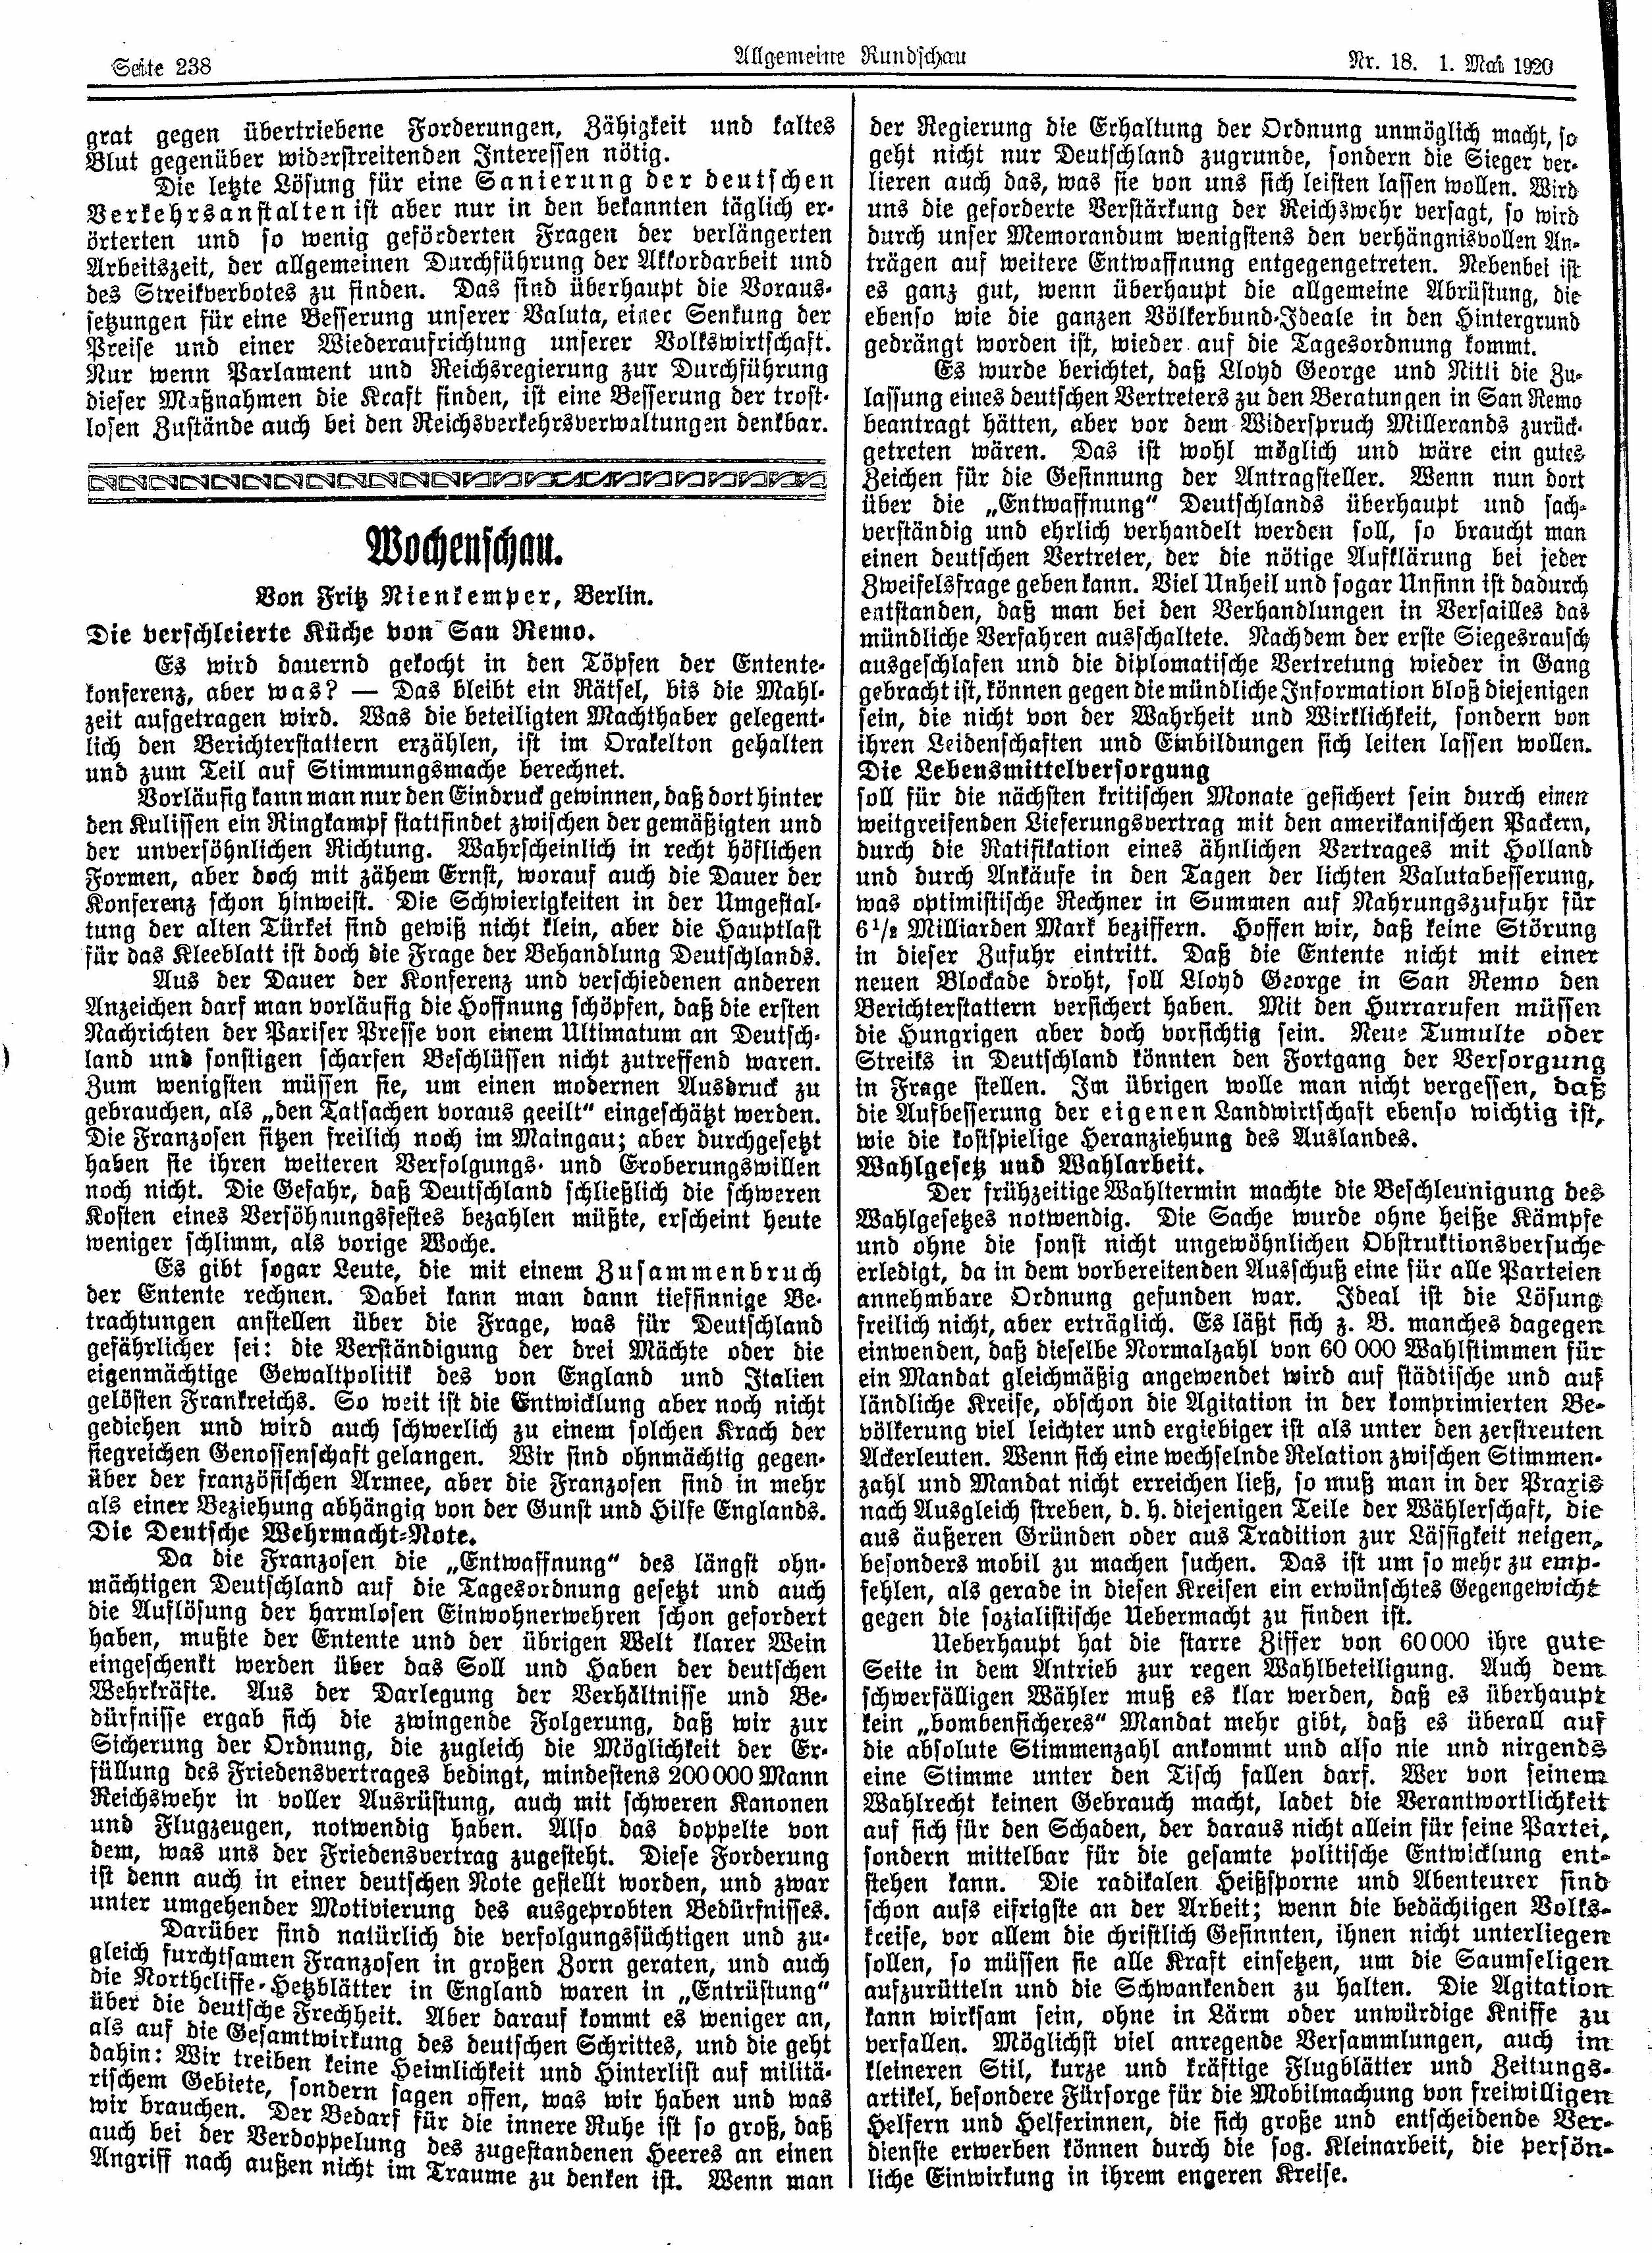 Seite 238
Allgemeine Rundschau
Nr. 18. 1. Mai 1920
grat gegen übertriebene Forderungen, Zähigkeit und kaltes
Blut gegenüber widerstreitenden Interessen nötig.
Die letzte Lösung für eine Sanierung der deutschen
Verkehrsanstalten ist aber nur in den bekannten täglich er-
örterten und so wenig geförderten Fragen der verlängerten
Arbeitszeit, der allgemeinen Durchführung der Akkordarbeit und
des Streikverbotes zu finden. Das sind überhaupt die Voraus-
setzungen für eine Besserung unserer Valuta, einer Senkung der
Preise und einer Wiederaufrichtung unserer Volkswirtschaft.
Nur wenn Parlament und Reichsregierung zur Durchführung
dieser Maßnahmen die Kraft finden, ist eine Besserung der trost-
losen Zustände auch bei den Reichsverkehrsverwaltungen denkbar.
Wochenschau.
Von Fritz Nienkemper, Berlin.
Die verschleierte Küche von San Remo.
Es wird dauernd gekocht in den Töpfen der Entente-
konferenz, aber was? — Das bleibt ein Rätsel, bis die Mahl-
zeit aufgetragen wird. Was die beteiligten Machthaber gelegent-
lich den Berichterstattern erzählen, ist im Orakelton gehalten
und zum Teil auf Stimmungsmache berechnet.
Vorläufig kann man nur den Eindruck gewinnen, daß dort hinter
den Kulissen ein Ringkampf stattfindet zwischen der gemäßigten und
der unversöhnlichen Richtung. Wahrscheinlich in recht höflichen
Formen, aber doch mit zähem Ernst, worauf auch die Dauer der
Konferenz schon hinweist. Die Schwierigkeiten in der Umgestal-
tung der alten Türkei sind gewiß nicht klein, aber die Hauptlast
für das Kleeblatt ist doch die Frage der Behandlung Deutschlands.
Aus der Dauer der Konferenz und verschiedenen anderen
Anzeichen darf man vorläufig die Hoffnung schöpfen, daß die ersten
Nachrichten der Pariser Presse von einem Ultimatum an Deutsch-
land und sonstigen scharfen Beschlüssen nicht zutreffend waren.
Zum wenigsten müssen sie, um einen modernen Ausdruck zu
gebrauchen, als „den Tatsachen voraus geeilt“ eingeschätzt werden.
Die Franzosen sitzen freilich noch im Maingau; aber durchgesetzt
haben sie ihren weiteren Verfolgungs- und Eroberungswillen
noch nicht. Die Gefahr, daß Deutschland schließlich die schweren
Kosten eines Versöhnungsfestes bezahlen müßte, erscheint heute
weniger schlimm, als vorige Woche.
Es gibt sogar Leute, die mit einem Zusammenbruch
der Entente rechnen. Dabei kann man dann tiefsinnige Be-
trachtungen anstellen über die Frage, was für Deutschland
gefährlicher sei: die Verständigung der drei Mächte oder die
eigenmächtige Gewaltpolitik des von England und Italien
gelösten Frankreichs. So weit ist die Entwicklung aber noch nicht
gediehen und wird auch schwerlich zu einem solchen Krach der
siegreichen Genossenschaft gelangen. Wir sind ohnmächtig gegen-
über der französischen Armee, aber die Franzosen sind in mehr
als einer Beziehung abhängig von der Gunst und Hilfe Englands.
Die Deutsche Wehrmacht-Note.
Da die Franzosen die „Entwaffnung“ des längst ohn-
mächtigen Deutschland auf die Tagesordnung gesetzt und auch
die Auflösung der harmlosen Einwohnerwehren schon gefordert
haben, mußte der Entente und der übrigen Welt klarer Wein
eingeschenkt werden über das Soll und Haben der deutschen
Wehrkräfte. Aus der Darlegung der Verhältnisse und Be-
dürfnisse ergab sich die zwingende Folgerung, daß wir zur
Sicherung der Ordnung, die zugleich die Möglichkeit der Er-
füllung des Friedensvertrages bedingt, mindestens 200 000 Mann
Reichswehr in voller Ausrüstung, auch mit schweren Kanonen
und Flugzeugen, notwendig haben. Also das doppelte von
dem, was uns der Friedensvertrag zugesteht. Diese Forderung
ist denn auch in einer deutschen Note gestellt worden, und zwar
unter umgehender Motivierung des ausgeprobten Bedürfnisses.
Darüber sind natürlich die verfolgungssüchtigen und zu-
gleich furchtsamen Franzosen in großen Zorn geraten, und auch
die Northcliffe-Hetzblätter in England waren in „Entrüstung“
über die deutsche Frechheit. Aber darauf kommt es weniger an,
als auf die Gesamtwirkung des deutschen Schrittes, und die geht
dahin: Wir treiben keine Heimlichkeit und Hinterlist auf militä-
rischem Gebiete, sondern sagen offen, was wir haben und was
wir brauchen. Der Bedarf für die innere Ruhe ist so groß, daß
auch bei der Verdoppelung des zugestandenen Heeres an einen
Angriff nach außen nicht im Traume zu denken ist. Wenn man
der Regierung die Erhaltung der Ordnung unmöglich macht, so
geht nicht nur Deutschland zugrunde, sondern die Sieger ver-
lieren auch das, was sie von uns sich leisten lassen wollen. Wird
uns die geforderte Verstärkung der Reichswehr versagt, so wird
durch unser Memorandum wenigstens den verhängnisvollen An-
trägen auf weitere Entwaffnung entgegengetreten. Nebenbei ist
es ganz gut, wenn überhaupt die allgemeine Abrüstung, die
ebenso wie die ganzen Völkerbund-Ideale in den Hintergrund
gedrängt worden ist, wieder auf die Tagesordnung kommt.
Es wurde berichtet, daß Lloyd George und Nitti die Zu-
lassung eines deutschen Vertreters zu den Beratungen in San Remo
beantragt hätten, aber vor dem Widerspruch Millerands zurück-
getreten wären. Das ist wohl möglich und wäre ein gutes
Zeichen für die Gesinnung der Antragsteller. Wenn nun dort
über die „Entwaffnung“ Deutschlands überhaupt und sach-
verständig und ehrlich verhandelt werden soll, so braucht man
einen deutschen Vertreter, der die nötige Aufklärung bei jeder
Zweifelsfrage geben kann. Viel Unheil und sogar Unsinn ist dadurch
entstanden, daß man bei den Verhandlungen in Versailles das
mündliche Verfahren ausschaltete. Nachdem der erste Siegesrausch
ausgeschlafen und die diplomatische Vertretung wieder in Gang
gebracht ist, können gegen die mündliche Information bloß diejenigen
sein, die nicht von der Wahrheit und Wirklichkeit, sondern von
ihren Leidenschaften und Einbildungen sich leiten lassen wollen.
Die Lebensmittelversorgung
soll für die nächsten kritischen Monate gesichert sein durch einen
weitgreifenden Lieferungsvertrag mit den amerikanischen Packern,
durch die Ratifikation eines ähnlichen Vertrages mit Holland
und durch Ankäufe in den Tagen der lichten Valutabesserung,
was optimistische Rechner in Summen auf Nahrungszufuhr für
6½ Milliarden Mark beziffern. Hoffen wir, daß keine Störung
in dieser Zufuhr eintritt. Daß die Entente nicht mit einer
neuen Blockade droht, soll Lloyd George in San Remo den
Berichterstattern versichert haben. Mit den Hurrarufen müssen
die Hungrigen aber doch vorsichtig sein. Neue Tumulte oder
Streiks in Deutschland könnten den Fortgang der Versorgung
in Frage stellen. Im übrigen wolle man nicht vergessen, daß
die Aufbesserung der eigenen Landwirtschaft ebenso wichtig ist,
wie die kostspielige Heranziehung des Auslandes.
Wahlgesetz und Wahlarbeit.
Der frühzeitige Wahltermin machte die Beschleunigung des
Wahlgesetzes notwendig. Die Sache wurde ohne heiße Kämpfe
und ohne die sonst nicht ungewöhnlichen Obstruktionsversuche
erledigt, da in dem vorbereitenden Ausschuß eine für alle Parteien
annehmbare Ordnung gefunden war. Ideal ist die Lösung
freilich nicht, aber erträglich. Es läßt sich z. B. manches dagegen
einwenden, daß dieselbe Normalzahl von 60 000 Wahlstimmen für
ein Mandat gleichmäßig angewendet wird auf städtische und auf
ländliche Kreise, obschon die Agitation in der komprimierten Be-
völkerung viel leichter und ergiebiger ist als unter den zerstreuten
Ackerleuten. Wenn sich eine wechselnde Relation zwischen Stimmen-
zahl und Mandat nicht erreichen ließ, so muß man in der Praxis
nach Ausgleich streben, d. h. diejenigen Teile der Wählerschaft, die
aus äußeren Gründen oder aus Tradition zur Lässigkeit neigen,
besonders mobil zu machen suchen. Das ist um so mehr zu emp-
fehlen, als gerade in diesen Kreisen ein erwünschtes Gegengewicht
gegen die sozialistische Uebermacht zu finden ist.
Ueberhaupt hat die starre Ziffer von 60 000 ihre gute
Seite in dem Antrieb zur regen Wahlbeteiligung. Auch dem
schwerfälligen Wähler muß es klar werden, daß es überhaupt
kein „bombensicheres“ Mandat mehr gibt, daß es überall auf
die absolute Stimmenzahl ankommt und also nie und nirgends
eine Stimme unter den Tisch fallen darf. Wer von seinem
Wahlrecht keinen Gebrauch macht, ladet die Verantwortlichkeit
auf sich für den Schaden, der daraus nicht allein für seine Partei,
sondern mittelbar für die gesamte politische Entwicklung ent-
stehen kann. Die radikalen Heißsporne und Abenteurer sind
schon aufs eifrigste an der Arbeit; wenn die bedächtigen Volks-
kreise, vor allem die christlich Gesinnten, ihnen nicht unterliegen
sollen, so müssen sie alle Kraft einsetzen, um die Saumseligen
aufzurütteln und die Schwankenden zu halten. Die Agitation
kann wirksam sein, ohne in Lärm oder unwürdige Kniffe zu
verfallen. Möglichst viel anregende Versammlungen, auch im
kleineren Stil, kurze und kräftige Flugblätter und Zeitungs-
artikel, besondere Fürsorge für die Mobilmachung von freiwilligen
Helfern und Helferinnen, die sich große und entscheidende Ver-
dienste erwerben können durch die sog. Kleinarbeit, die persön-
liche Einwirkung in ihrem engeren Kreise.